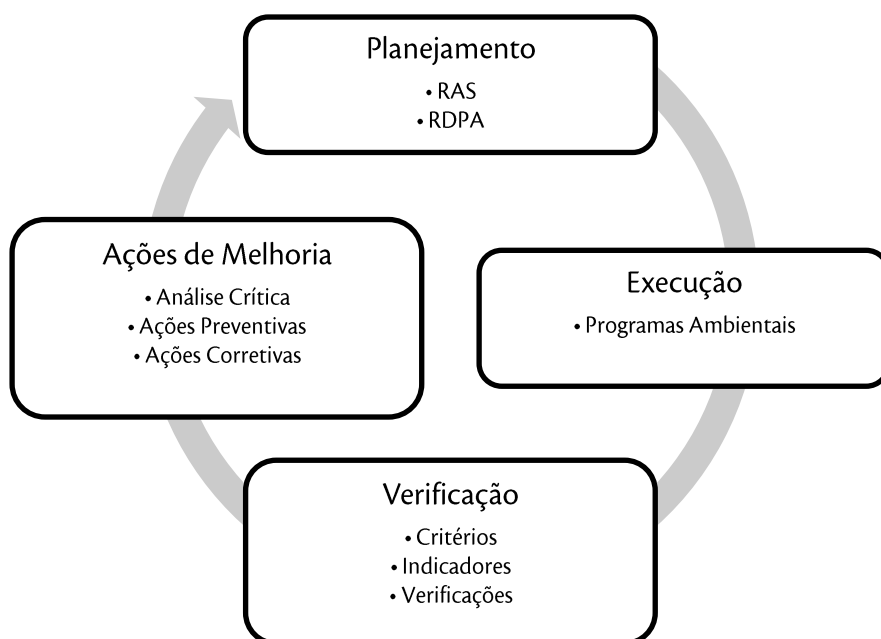 Planejamento
• RAS
• RDPA
Ações de Melhoria
• Análise Crítica
• Ações Preventivas
• Ações Corretivas
Execução
• Programas Ambientais
Verificação
• Critérios
• Indicadores
• Verificações